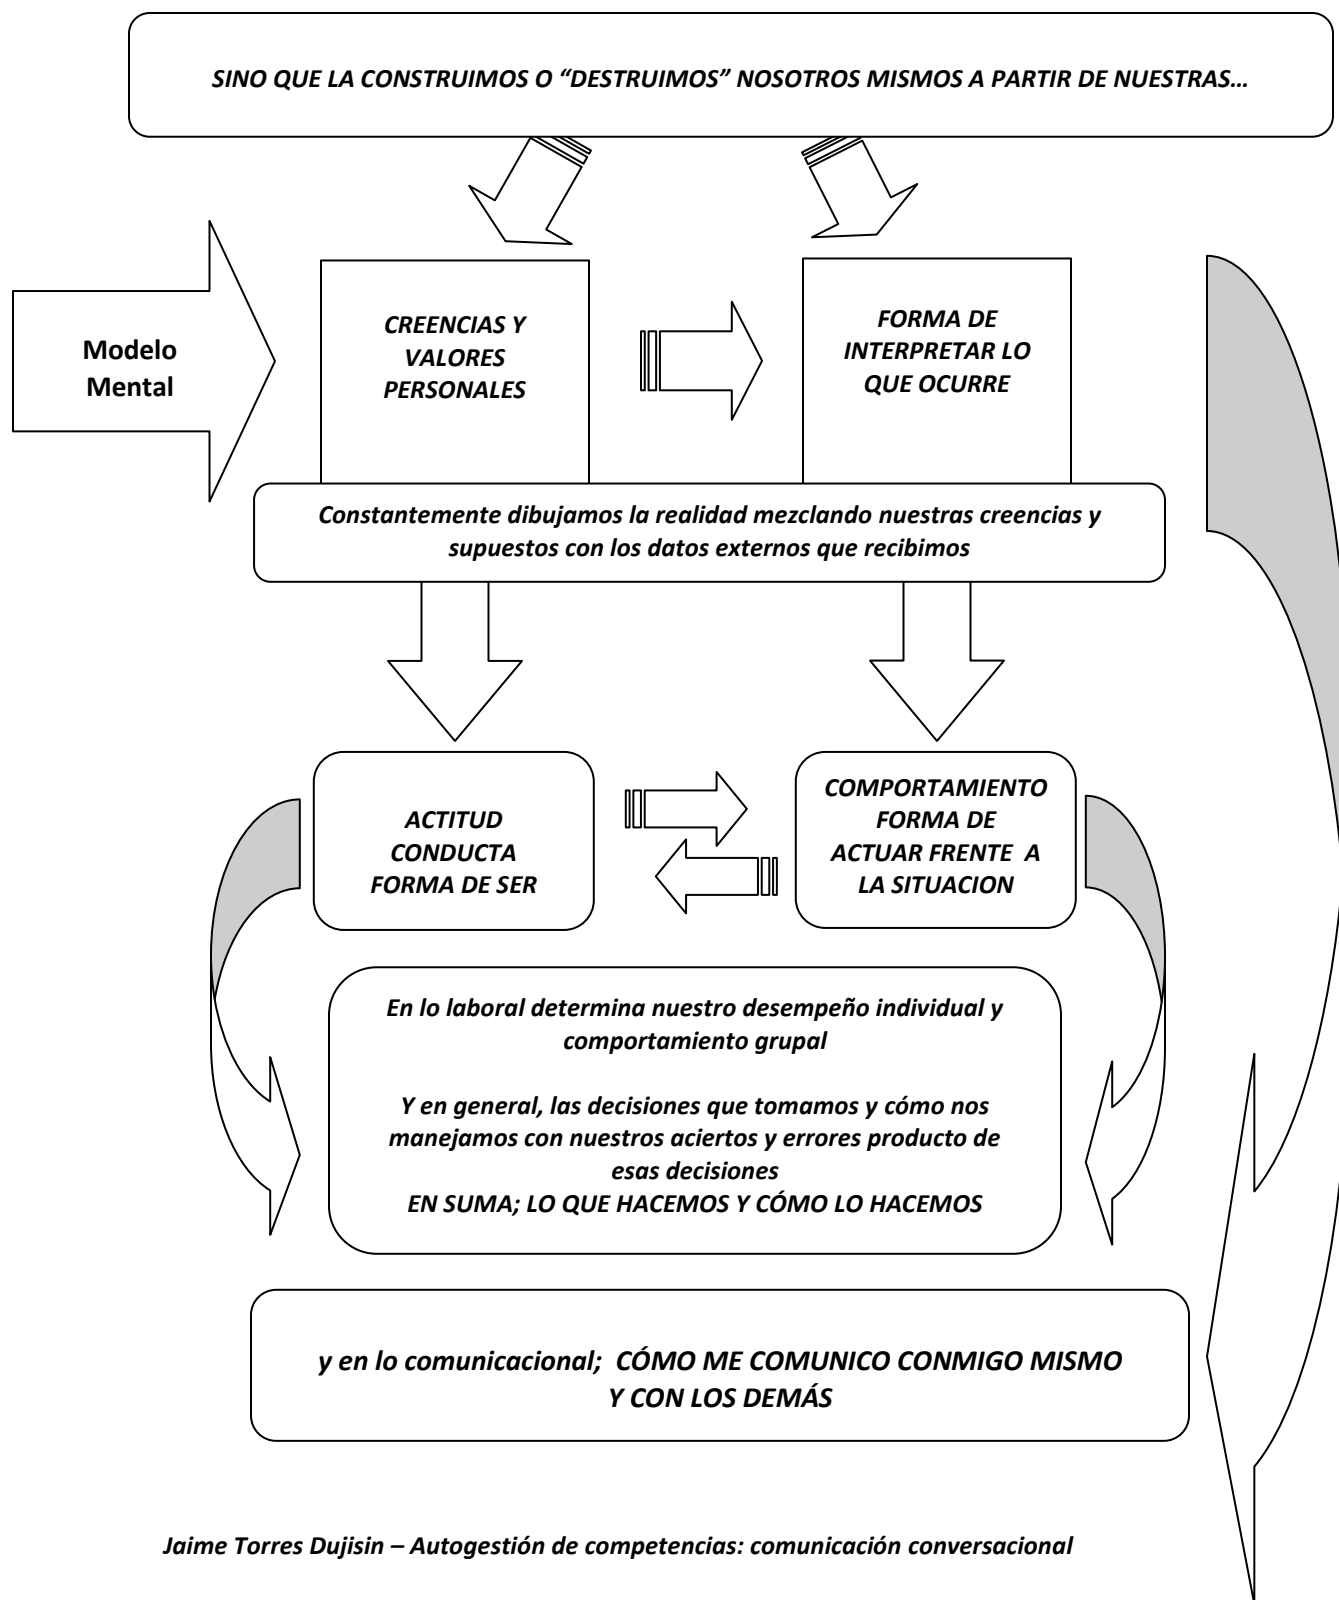 SINO QUE LA CONSTRUIMOS O “DESTRUIMOS” NOSOTROS MISMOS A PARTIR DE NUESTRAS…
Modelo
Mental
CREENCIAS Y
VALORES
PERSONALES
FORMA DE
INTERPRETAR LO
QUE OCURRE
Constantemente dibujamos la realidad mezclando nuestras creencias y
supuestos con los datos externos que recibimos
ACTITUD
CONDUCTA
FORMA DE SER
COMPORTAMIENTO
FORMA DE
ACTUAR FRENTE A
LA SITUACION
En lo laboral determina nuestro desempeño individual y
comportamiento grupal
Y en general, las decisiones que tomamos y cómo nos
manejamos con nuestros aciertos y errores producto de
esas decisiones
EN SUMA; LO QUE HACEMOS Y CÓMO LO HACEMOS
y en lo comunicacional; CÓMO ME COMUNICO CONMIGO MISMO
Y CON LOS DEMÁS
Jaime Torres Dujisin – Autogestión de competencias: comunicación conversacional